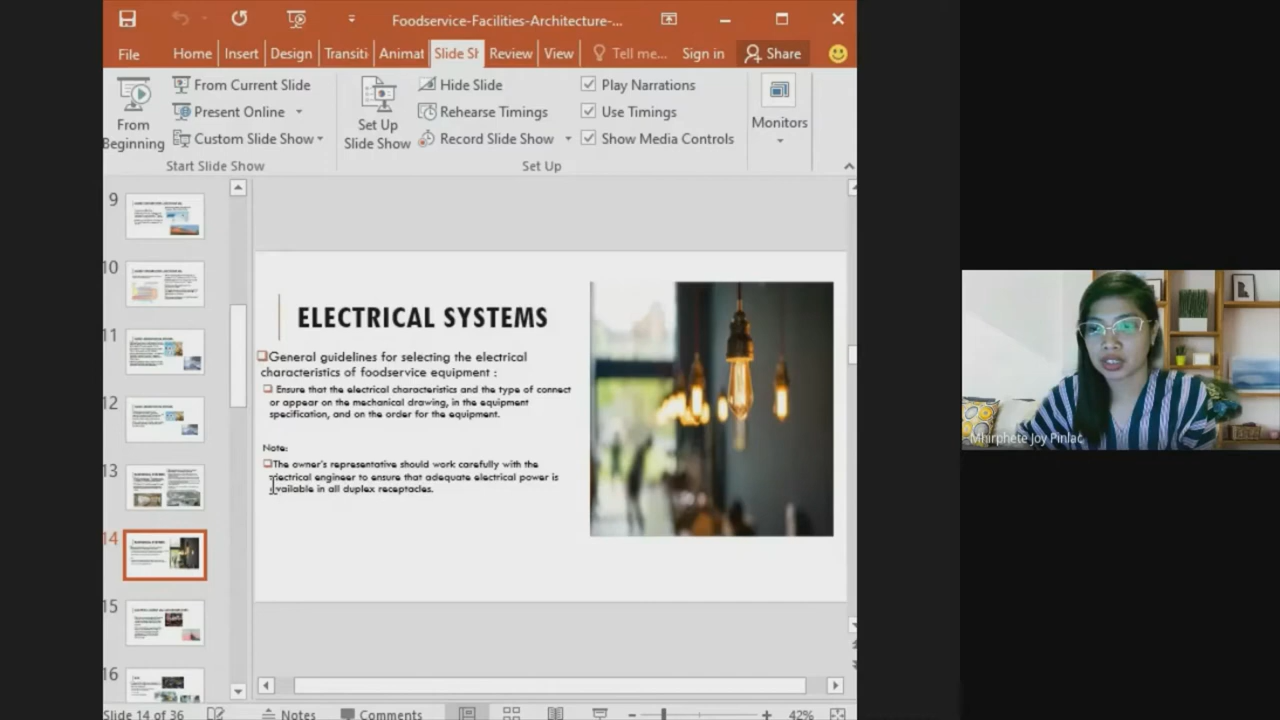 Foodservice-Facilities-Architecture-...
File
Home
Insert
Design
Transiti
Animat
Slide Sh
Review
View
Tell me...
Sign in
Share
From Beginning
From Current Slide
Present Online
Custom Slide Show
Start Slide Show
Set Up Slide Show
Hide Slide
Rehearse Timings
Record Slide Show
Play Narrations
Use Timings
Show Media Controls
Set Up
Monitors
9
10
11
12
13
14
15
16
ELECTRICAL SYSTEMS
General guidelines for selecting the electrical
characteristics of foodservice equipment :
Ensure that the electrical characteristics and the type of connect
or appear on the mechanical drawing, in the equipment
specification, and on the order for the equipment.
Note:
The owner's representative should work carefully with the
electrical engineer to ensure that adequate electrical power is
available in all duplex receptacles.
Mhirphete Joy Pinlac
Slide 14 of 36
Notes
Comments
42%